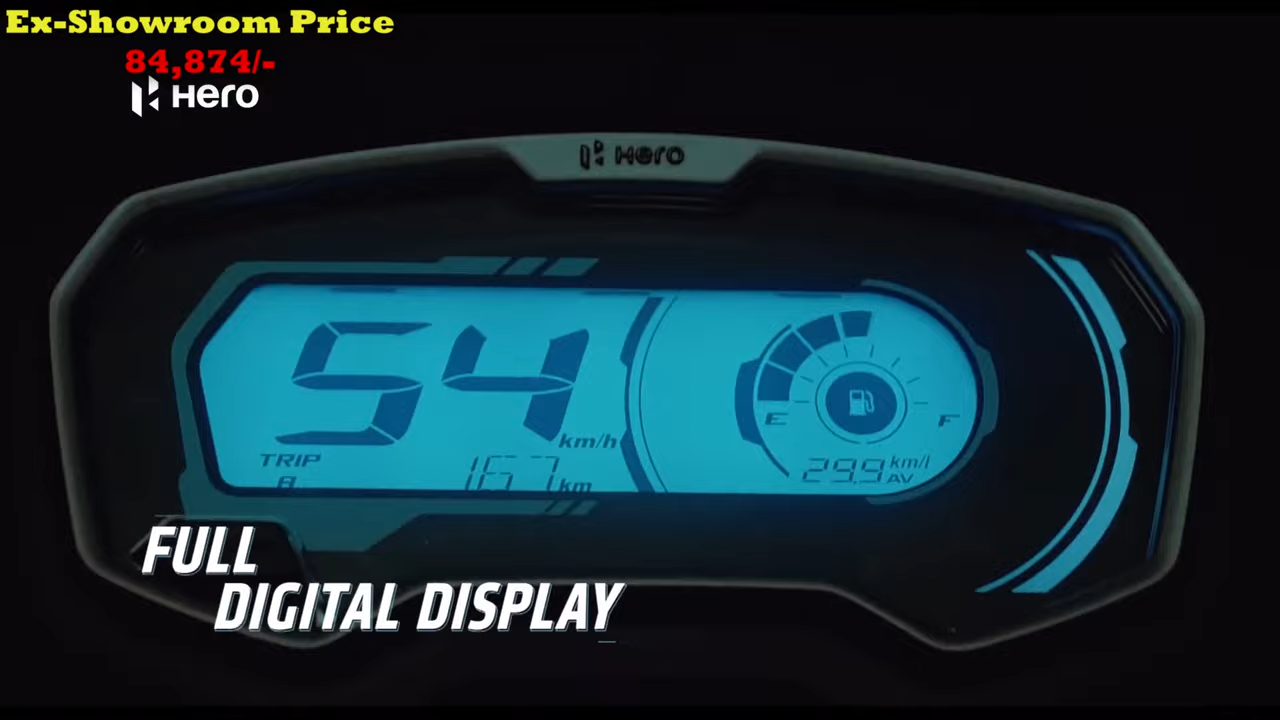 Ex-Showroom Price
84,874/-
Hero
Hero
54 km/h
TRIP A 167 km
E F
29.9 km/l AV
FULL
DIGITAL DISPLAY